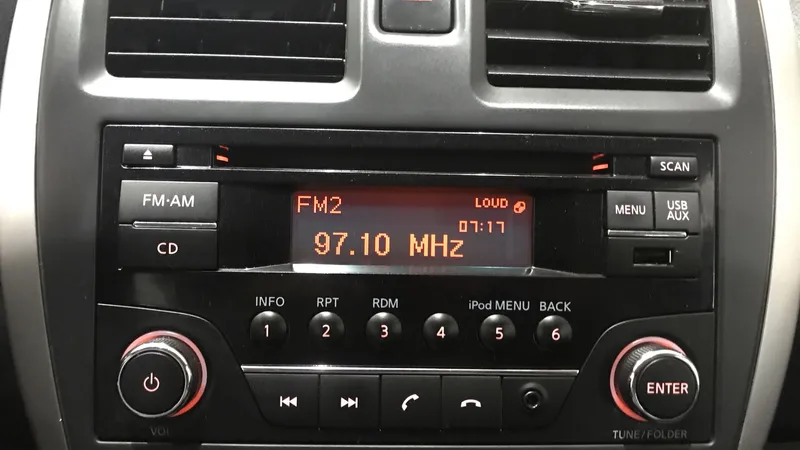 SCAN
FM·AM
CD
FM2
LOUD
07:17
97.10 MHz
MENU
USB
AUX
INFO
RPT
RDM
iPod MENU
BACK
1
2
3
4
5
6
ENTER
VOL
TUNE/FOLDER